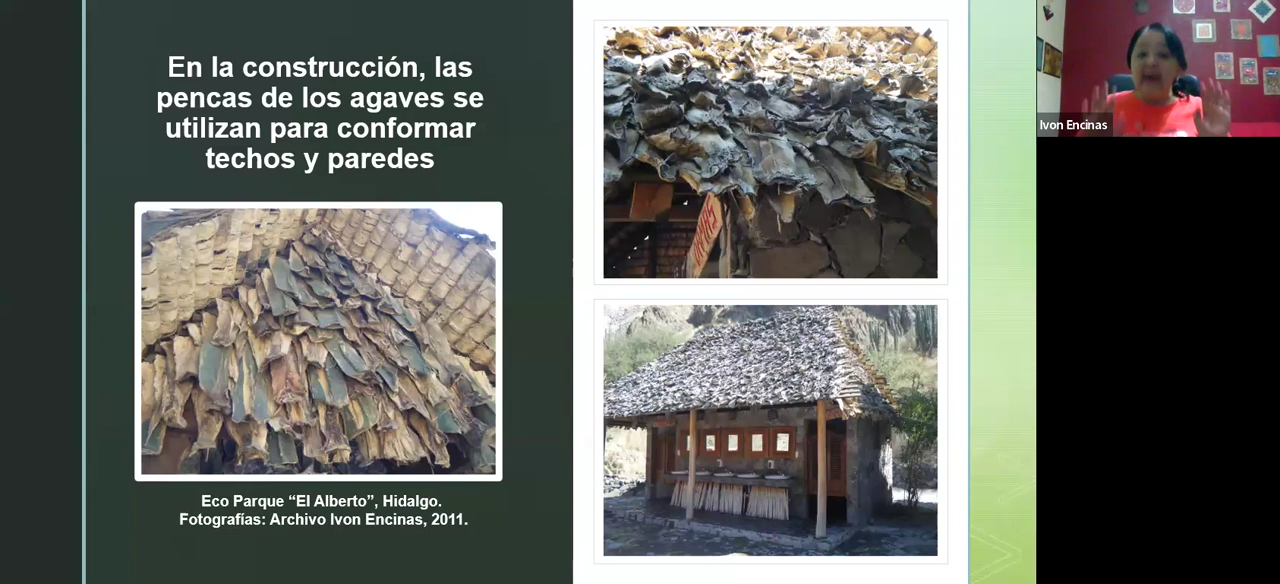 En la construcción, las
pencas de los agaves se
utilizan para conformar
techos y paredes
Eco Parque “El Alberto”, Hidalgo.
Fotografías: Archivo Ivon Encinas, 2011.
Ivon Encinas